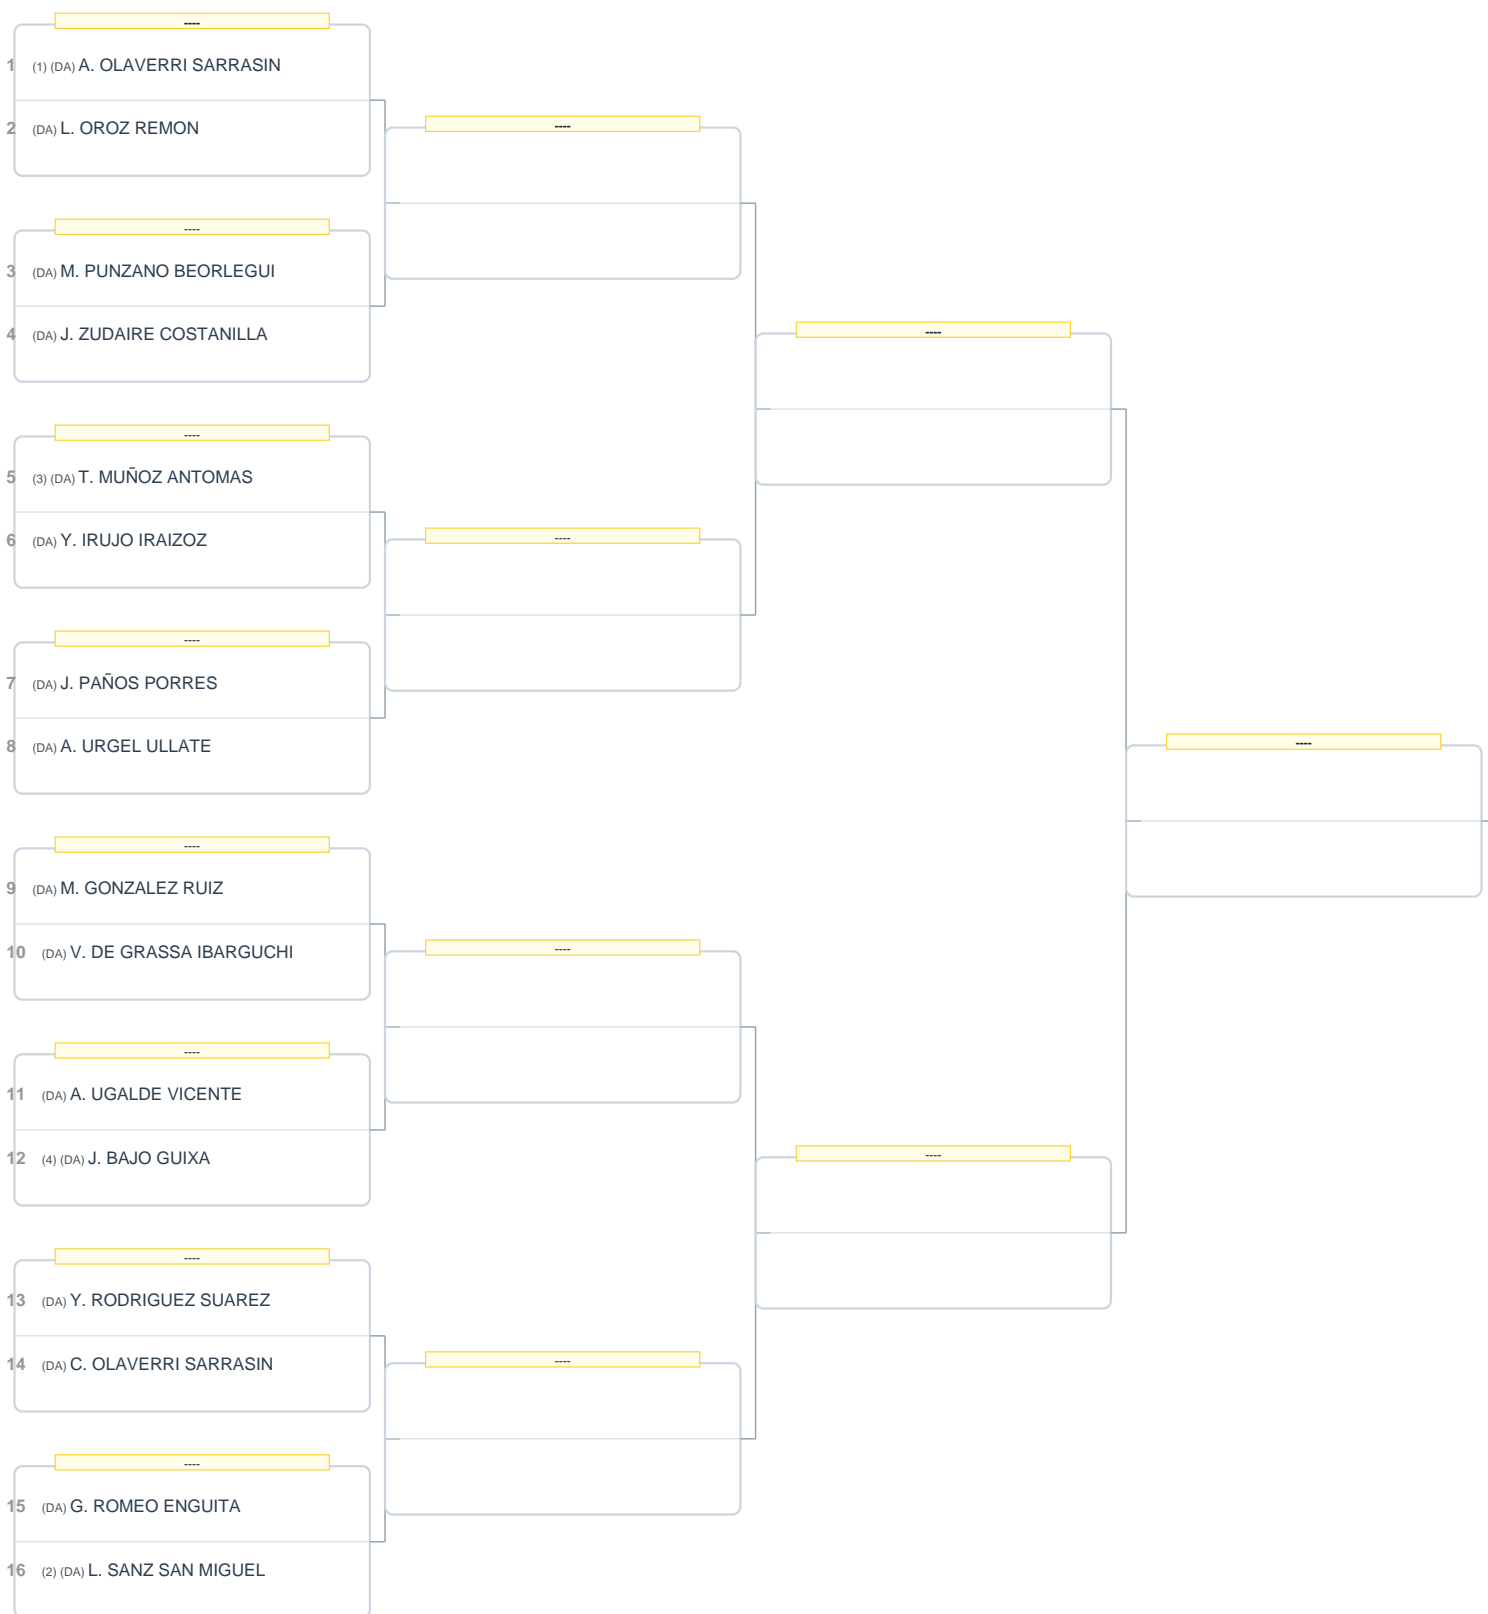 ----
1 (1) (DA) A. OLAVERRI SARRASIN
2 (DA) L. OROZ REMON
----
----
3 (DA) M. PUNZANO BEORLEGUI
4 (DA) J. ZUDAIRE COSTANILLA
----
----
5 (3) (DA) T. MUÑOZ ANTOMAS
6 (DA) Y. IRUJO IRAIZOZ
----
----
7 (DA) J. PAÑOS PORRES
8 (DA) A. URGEL ULLATE
----
----
9 (DA) M. GONZALEZ RUIZ
10 (DA) V. DE GRASSA IBARGUCHI
----
----
11 (DA) A. UGALDE VICENTE
12 (4) (DA) J. BAJO GUIXA
----
----
13 (DA) Y. RODRIGUEZ SUAREZ
14 (DA) C. OLAVERRI SARRASIN
----
----
15 (DA) G. ROMEO ENGUITA
16 (2) (DA) L. SANZ SAN MIGUEL